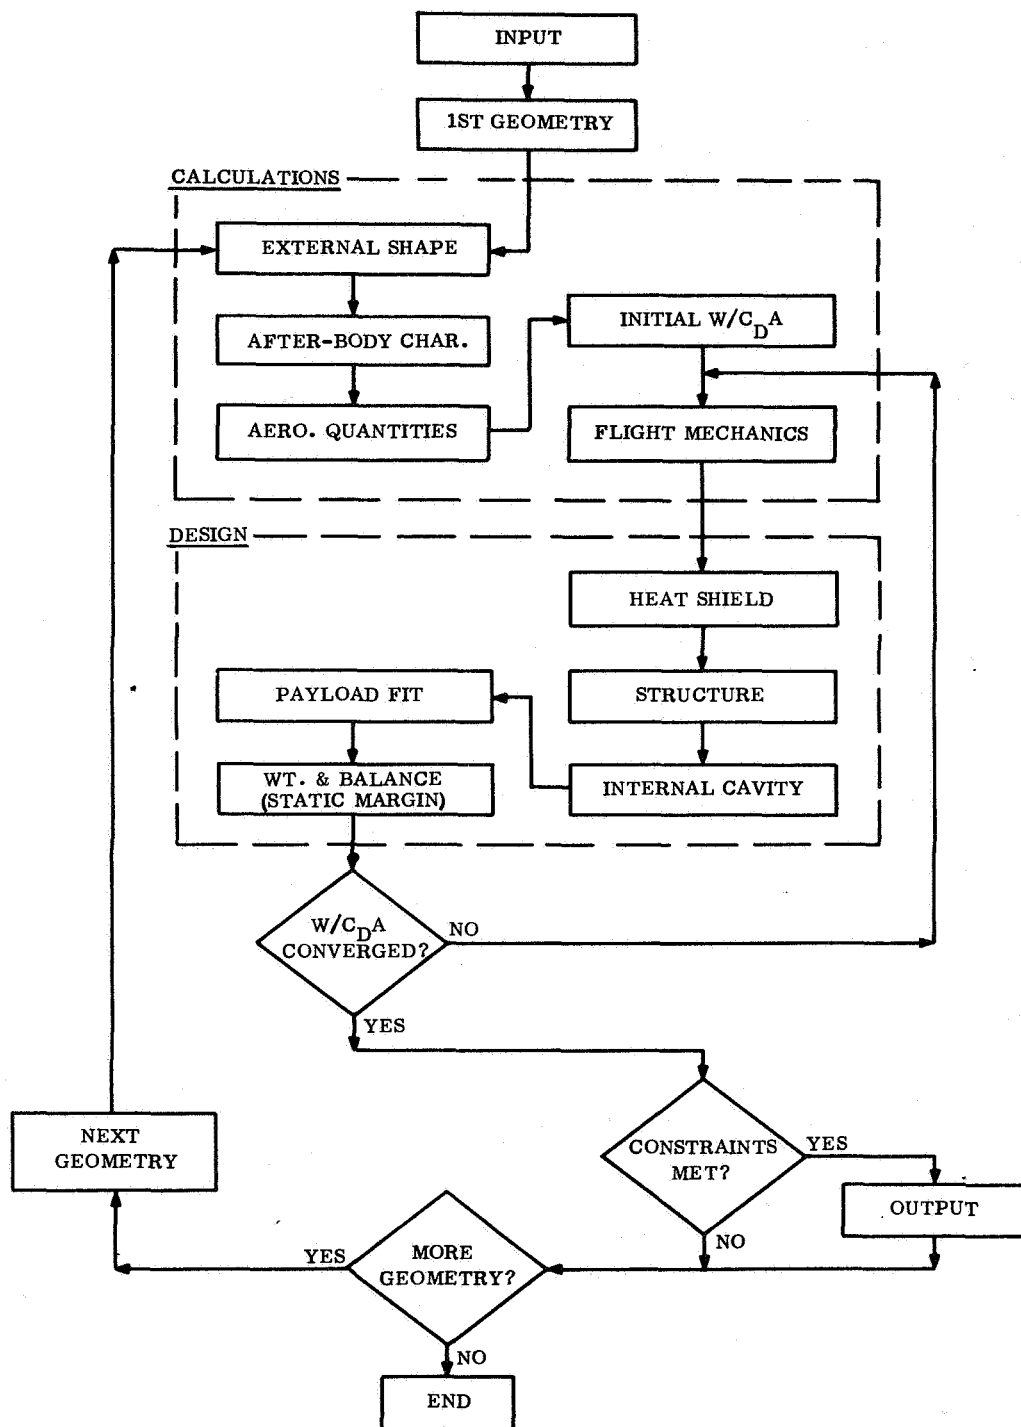 INPUT
1ST GEOMETRY
CALCULATIONS
EXTERNAL SHAPE
AFTER-BODY CHAR.
AERO. QUANTITIES
INITIAL W/C_DA
FLIGHT MECHANICS
DESIGN
HEAT SHIELD
STRUCTURE
INTERNAL CAVITY
PAYLOAD FIT
WT. & BALANCE
(STATIC MARGIN)
W/C_DA
CONVERGED?
NO
YES
CONSTRAINTS
MET?
YES
OUTPUT
NO
MORE
GEOMETRY?
YES
NEXT
GEOMETRY
NO
END